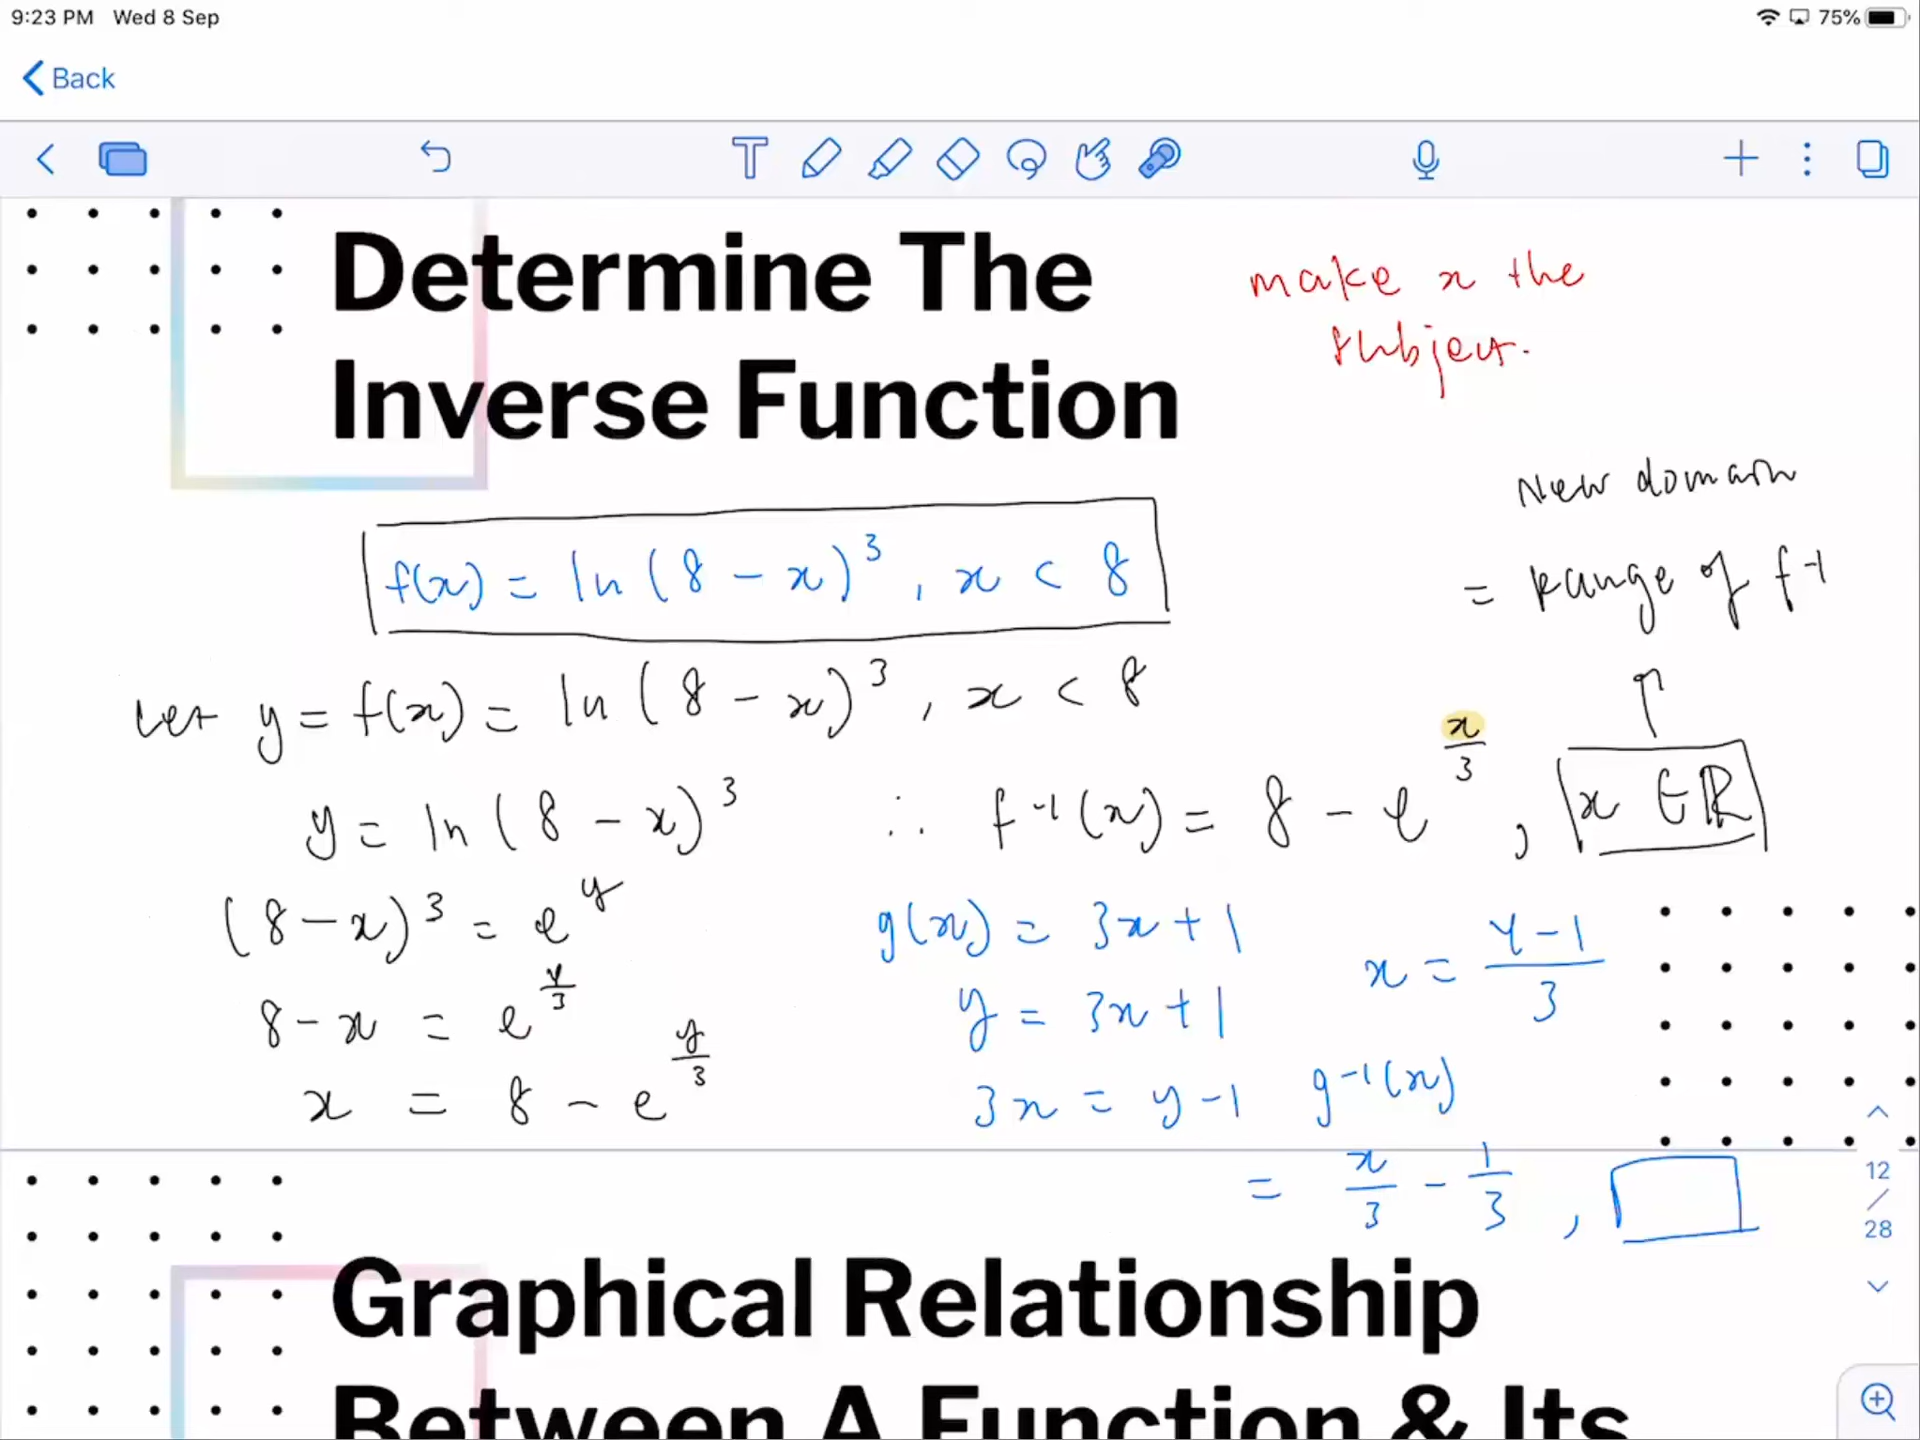 9:23 PM Wed 8 Sep
75%
Back
Determine The
Inverse Function
make x the
subject.
New domain
= Range of f⁻¹
f(x) = ln(8 - x)³, x < 8
Let y = f(x) = ln(8 - x)³, x < 8
y = ln(8 - x)³
(8 - x)³ = e^y
8 - x = e^(y/3)
x = 8 - e^(y/3)
∴ f⁻¹(x) = 8 - e^(x/3), x ∈ ℝ
g(x) = 3x + 1
y = 3x + 1
3x = y - 1
x = (y - 1)/3
g⁻¹(x)
= x/3 - 1/3,
12
/
28
Graphical Relationship
Between A Function & Its